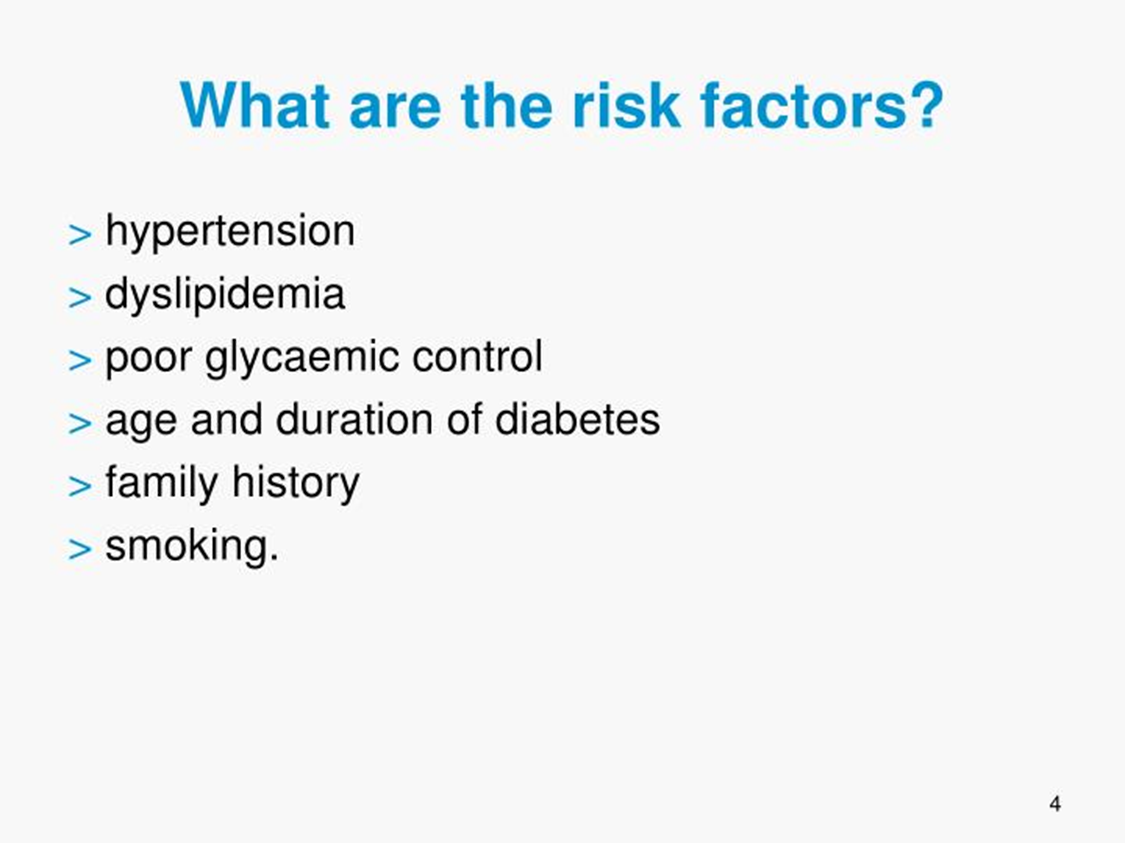 What are the risk factors?
> hypertension
> dyslipidemia
> poor glycaemic control
> age and duration of diabetes
> family history
> smoking.
4